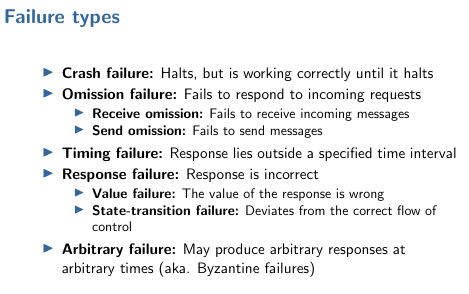 Failure types
▶ Crash failure: Halts, but is working correctly until it halts
▶ Omission failure: Fails to respond to incoming requests
▶ Receive omission: Fails to receive incoming messages
▶ Send omission: Fails to send messages
▶ Timing failure: Response lies outside a specified time interval
▶ Response failure: Response is incorrect
▶ Value failure: The value of the response is wrong
▶ State-transition failure: Deviates from the correct flow of
control
▶ Arbitrary failure: May produce arbitrary responses at
arbitrary times (aka. Byzantine failures)